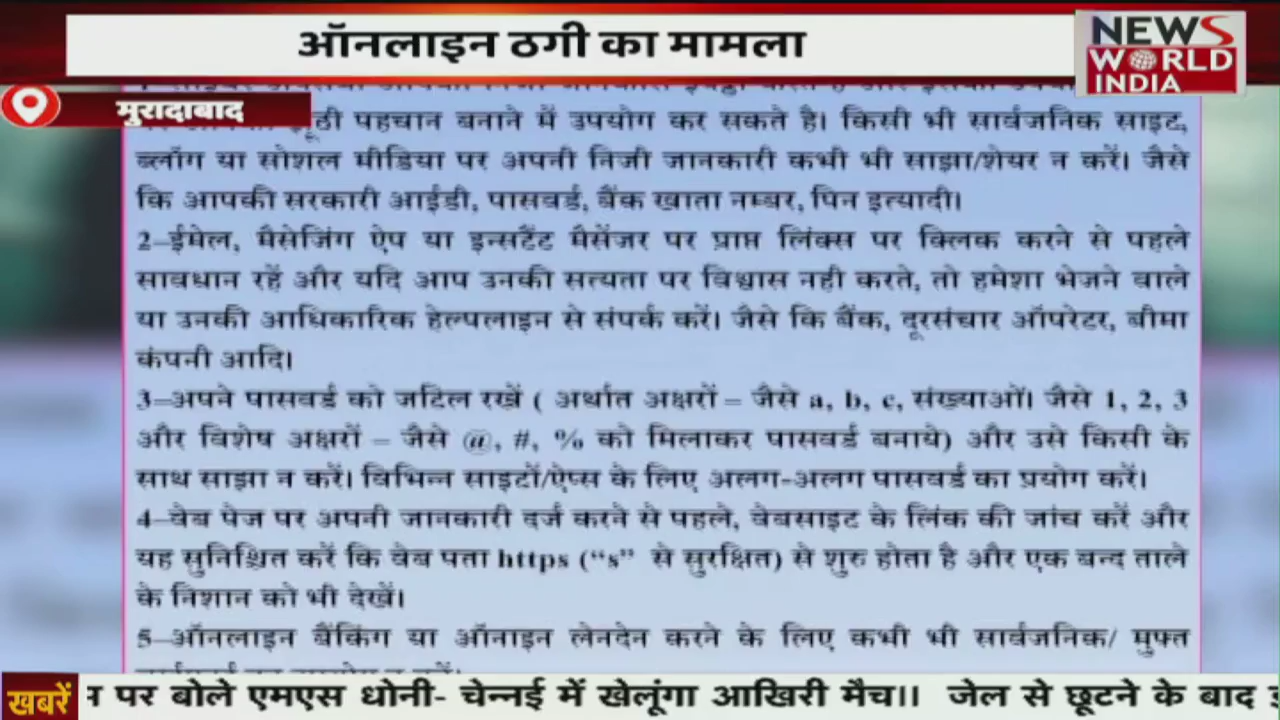 ऑनलाइन ठगी का मामला
NEWS
WORLD
INDIA
मुरादाबाद
झूठी पहचान बनाने में उपयोग कर सकते है। किसी भी सार्वजनिक साइट,
ब्लॉग या सोशल मीडिया पर अपनी निजी जानकारी कभी भी साझा/शेयर न करें। जैसे
कि आपकी सरकारी आईडी, पासवर्ड, बैंक खाता नम्बर, पिन इत्यादी।
2–ईमेल, मैसेजिंग ऐप या इन्सटैंट मैसेंजर पर प्राप्त लिंक्स पर क्लिक करने से पहले
सावधान रहें और यदि आप उनकी सत्यता पर विश्वास नही करते, तो हमेशा भेजने वाले
या उनकी आधिकारिक हेल्पलाइन से संपर्क करें। जैसे कि बैंक, दूरसंचार ऑपरेटर, बीमा
कंपनी आदि।
3–अपने पासवर्ड को जटिल रखें ( अर्थात अक्षरों – जैसे a, b, c, संख्याओं। जैसे 1, 2, 3
और विशेष अक्षरों – जैसे @, #, % को मिलाकर पासवर्ड बनाये) और उसे किसी के
साथ साझा न करें। विभिन्न साइटों/ऐप्स के लिए अलग-अलग पासवर्ड का प्रयोग करें।
4–वेब पेज पर अपनी जानकारी दर्ज करने से पहले, वेबसाइट के लिंक की जांच करें और
यह सुनिश्चित करें कि वेब पता https (“s” से सुरक्षित) से शुरु होता है और एक बन्द ताले
के निशान को भी देखें।
5–ऑनलाइन बैंकिंग या ऑनाइन लेनदेन करने के लिए कभी भी सार्वजनिक/ मुफ्त
खबरें
न पर बोले एमएस धोनी- चेन्नई में खेलूंगा आखिरी मैच।। जेल से छूटने के बाद